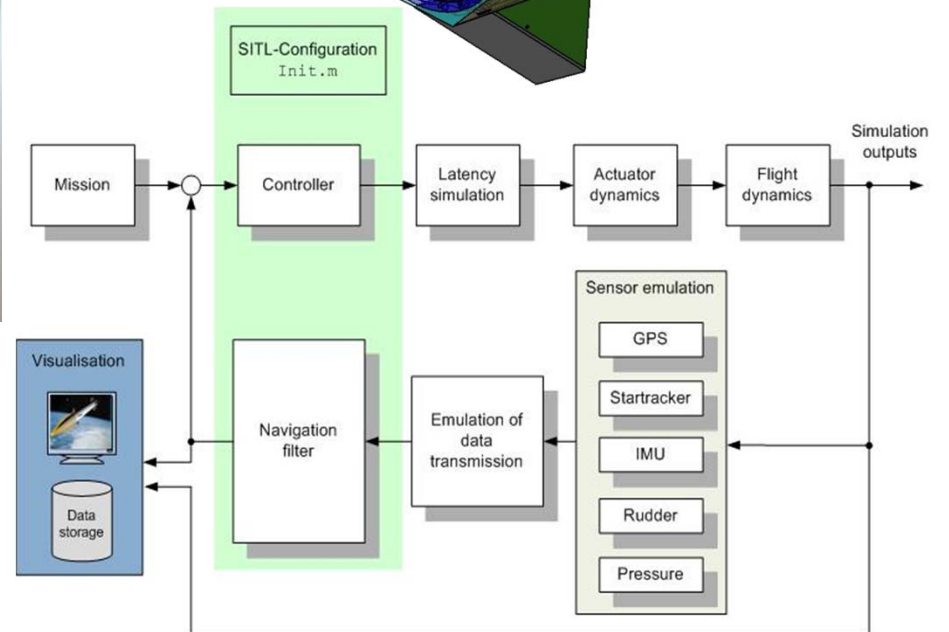 SITL-Configuration
Init.m
Simulation
outputs
Mission
Controller
Latency
simulation
Actuator
dynamics
Flight
dynamics
Sensor emulation
GPS
Startracker
IMU
Rudder
Pressure
Emulation of
data
transmission
Navigation
filter
Visualisation
Data
storage